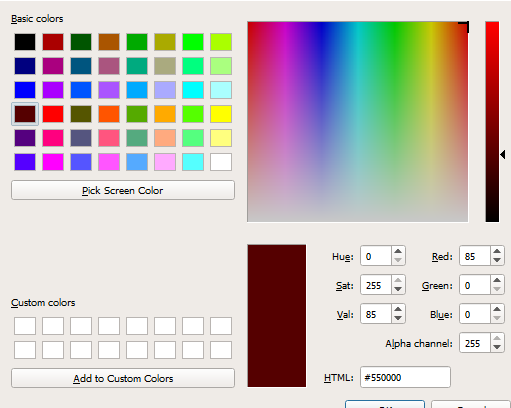 Basic colors
Pick Screen Color
Hue: 0 Red: 85
Sat: 255 Green: 0
Val: 85 Blue: 0
Custom colors
Alpha channel: 255
Add to Custom Colors
HTML: #550000